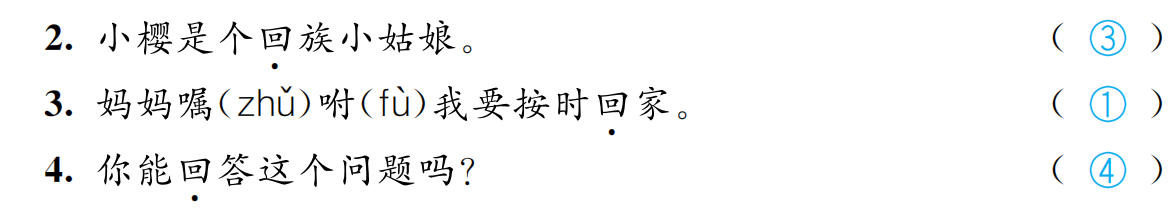 2. 小樱是个回族小姑娘。 ( ③ )
3. 妈妈嘱(zhǔ)咐(fù)我要按时回家。 ( ① )
4. 你能回答这个问题吗? ( ④ )